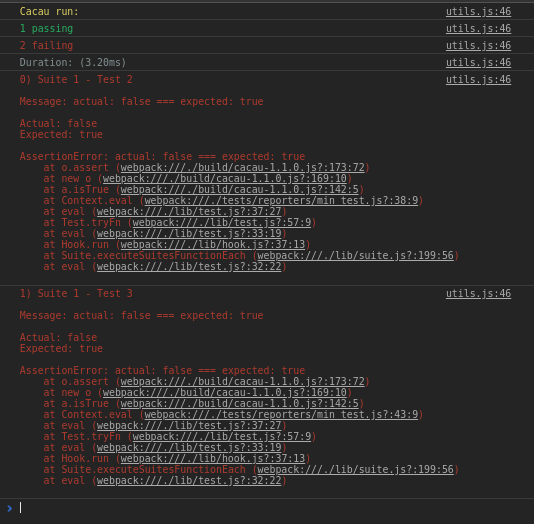 Cacau run: utils.js:46
1 passing utils.js:46
2 failing utils.js:46
Duration: (3.20ms) utils.js:46
0) Suite 1 - Test 2 utils.js:46
Message: actual: false === expected: true
Actual: false
Expected: true
AssertionError: actual: false === expected: true
at o.assert (webpack:///./build/cacau-1.1.0.js?:173:72)
at new o (webpack:///./build/cacau-1.1.0.js?:169:10)
at a.isTrue (webpack:///./build/cacau-1.1.0.js?:142:5)
at Context.eval (webpack:///./tests/reporters/min_test.js?:38:9)
at eval (webpack:///./lib/test.js?:37:27)
at Test.tryFn (webpack:///./lib/test.js?:57:9)
at eval (webpack:///./lib/test.js?:33:19)
at Hook.run (webpack:///./lib/hook.js?:37:13)
at Suite.executeSuitesFunctionEach (webpack:///./lib/suite.js?:199:56)
at eval (webpack:///./lib/test.js?:32:22)
1) Suite 1 - Test 3 utils.js:46
Message: actual: false === expected: true
Actual: false
Expected: true
AssertionError: actual: false === expected: true
at o.assert (webpack:///./build/cacau-1.1.0.js?:173:72)
at new o (webpack:///./build/cacau-1.1.0.js?:169:10)
at a.isTrue (webpack:///./build/cacau-1.1.0.js?:142:5)
at Context.eval (webpack:///./tests/reporters/min_test.js?:43:9)
at eval (webpack:///./lib/test.js?:37:27)
at Test.tryFn (webpack:///./lib/test.js?:57:9)
at eval (webpack:///./lib/test.js?:33:19)
at Hook.run (webpack:///./lib/hook.js?:37:13)
at Suite.executeSuitesFunctionEach (webpack:///./lib/suite.js?:199:56)
at eval (webpack:///./lib/test.js?:32:22)